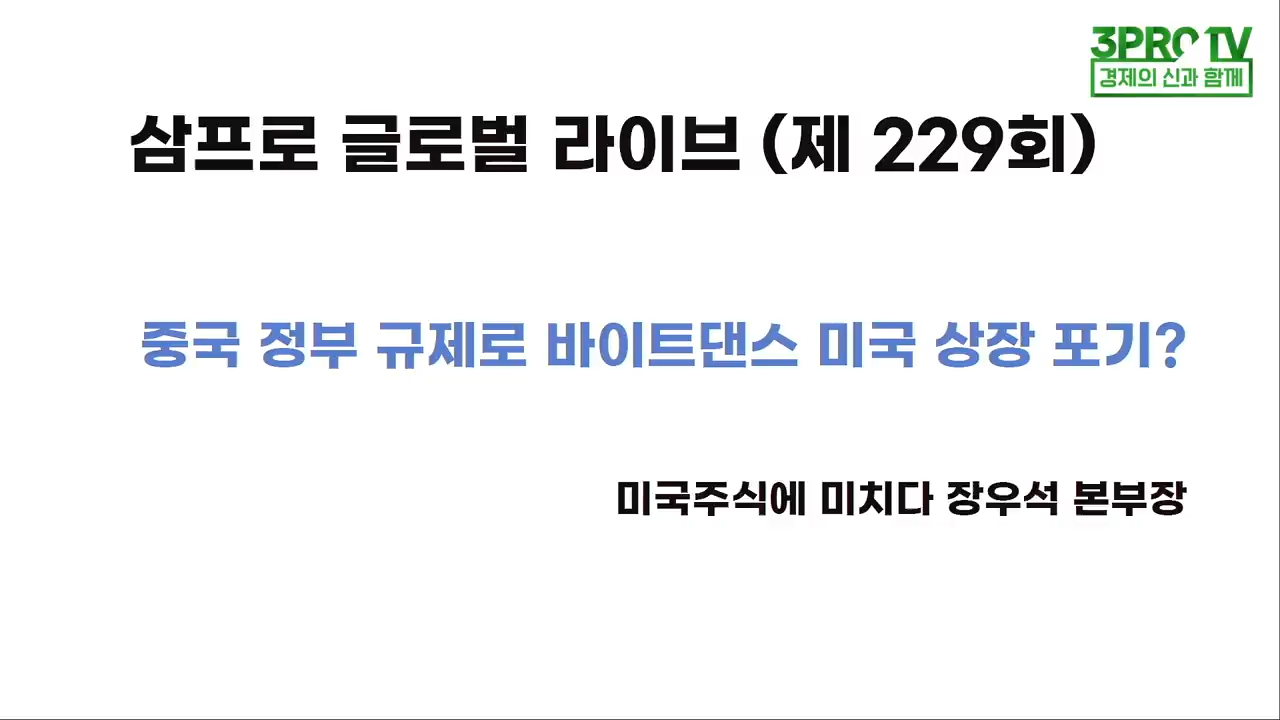 3PRO TV
경제의 신과 함께
삼프로 글로벌 라이브 (제 229회)
중국 정부 규제로 바이트댄스 미국 상장 포기?
미국주식에 미치다 장우석 본부장